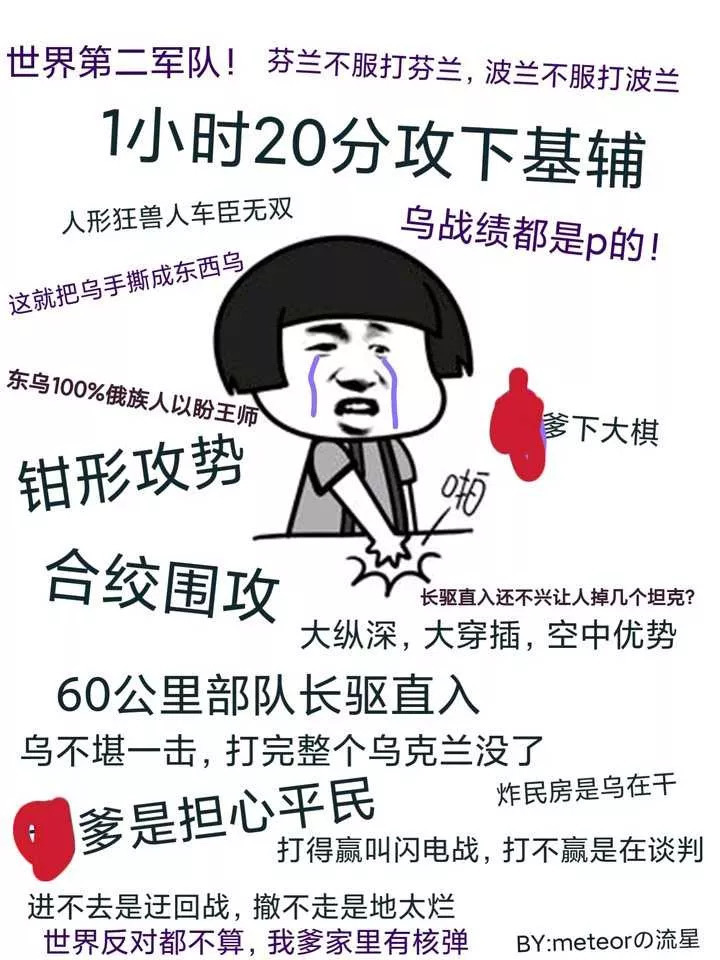 世界第二军队！
芬兰不服打芬兰，波兰不服打波兰
1小时20分攻下基辅
人形狂兽人车臣无双
乌战绩都是p的！
这就把乌手撕成东西乌
东乌100%俄族人以盼王师
爹下大棋
钳形攻势
啪
合绞围攻
长驱直入还不兴让人掉几个坦克？
大纵深，大穿插，空中优势
60公里部队长驱直入
乌不堪一击，打完整个乌克兰没了
炸民房是乌在干
爹是担心平民
打得赢叫闪电战，打不赢是在谈判
进不去是迂回战，撤不走是地太烂
世界反对都不算，我爹家里有核弹
BY:meteorの流星